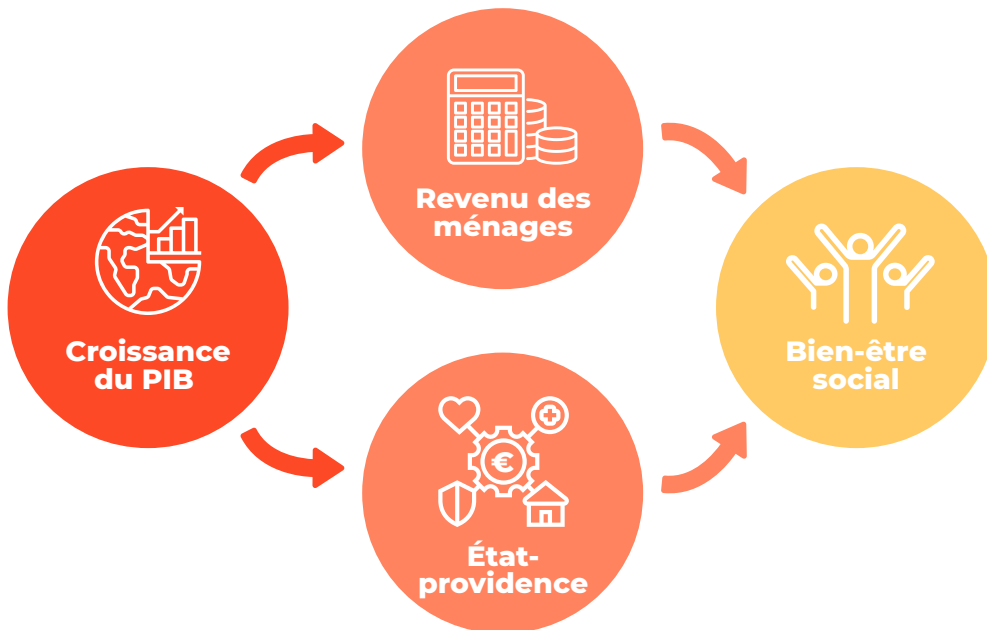 Revenu des
ménages
Croissance
du PIB
Bien-être
social
€
État-
providence